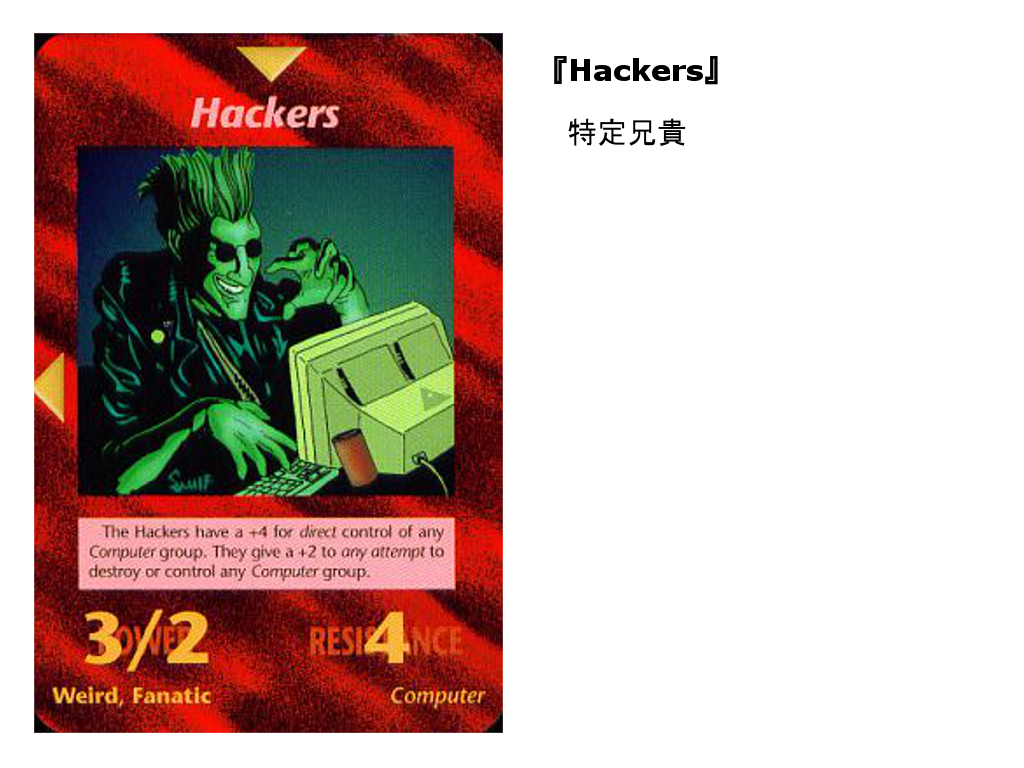 Hackers
The Hackers have a +4 for direct control of any
Computer group. They give a +2 to any attempt to
destroy or control any Computer group.
POWER
3/2
RESISTANCE
4
Weird, Fanatic
Computer
『Hackers』
特定兄貴